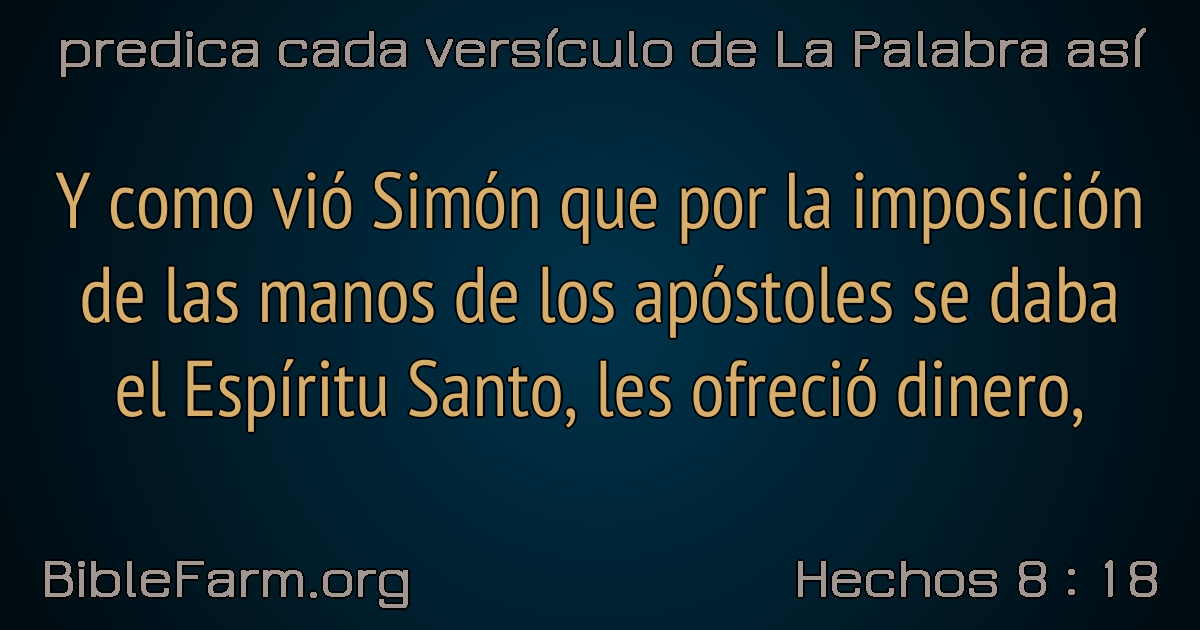 predica cada versículo de La Palabra así
Y como vió Simón que por la imposición
de las manos de los apóstoles se daba
el Espíritu Santo, les ofreció dinero,
BibleFarm.org
Hechos 8 : 18